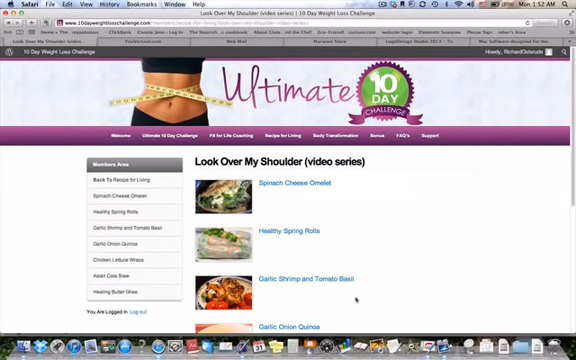 Safari File Edit View History Bookmarks Window Help
Mon 1:52 AM
Look Over My Shoulder (video series) | 10 Day Weight Loss Challenge
www.10dayweightlosschallenge.com
Web Mail
Macaw Store
10 Day Weight Loss Challenge
Howdy, RichardOsterude
Ultimate 10 DAY CHALLENGE
Welcome Ultimate 10 Day Challenge Fit for Life Coaching Recipe for Living Body Transformation Bonus FAQ's Support
Members Area
Back To Recipe for Living
Spinach Cheese Omelet
Healthy Spring Rolls
Garlic Shrimp and Tomato Basil
Garlic Onion Quinoa
Chicken Lettuce Wraps
Asian Cole Slaw
Healing Butter Ghee
You Are Logged in. Log out
Look Over My Shoulder (video series)
Spinach Cheese Omelet
Healthy Spring Rolls
Garlic Shrimp and Tomato Basil
Garlic Onion Quinoa